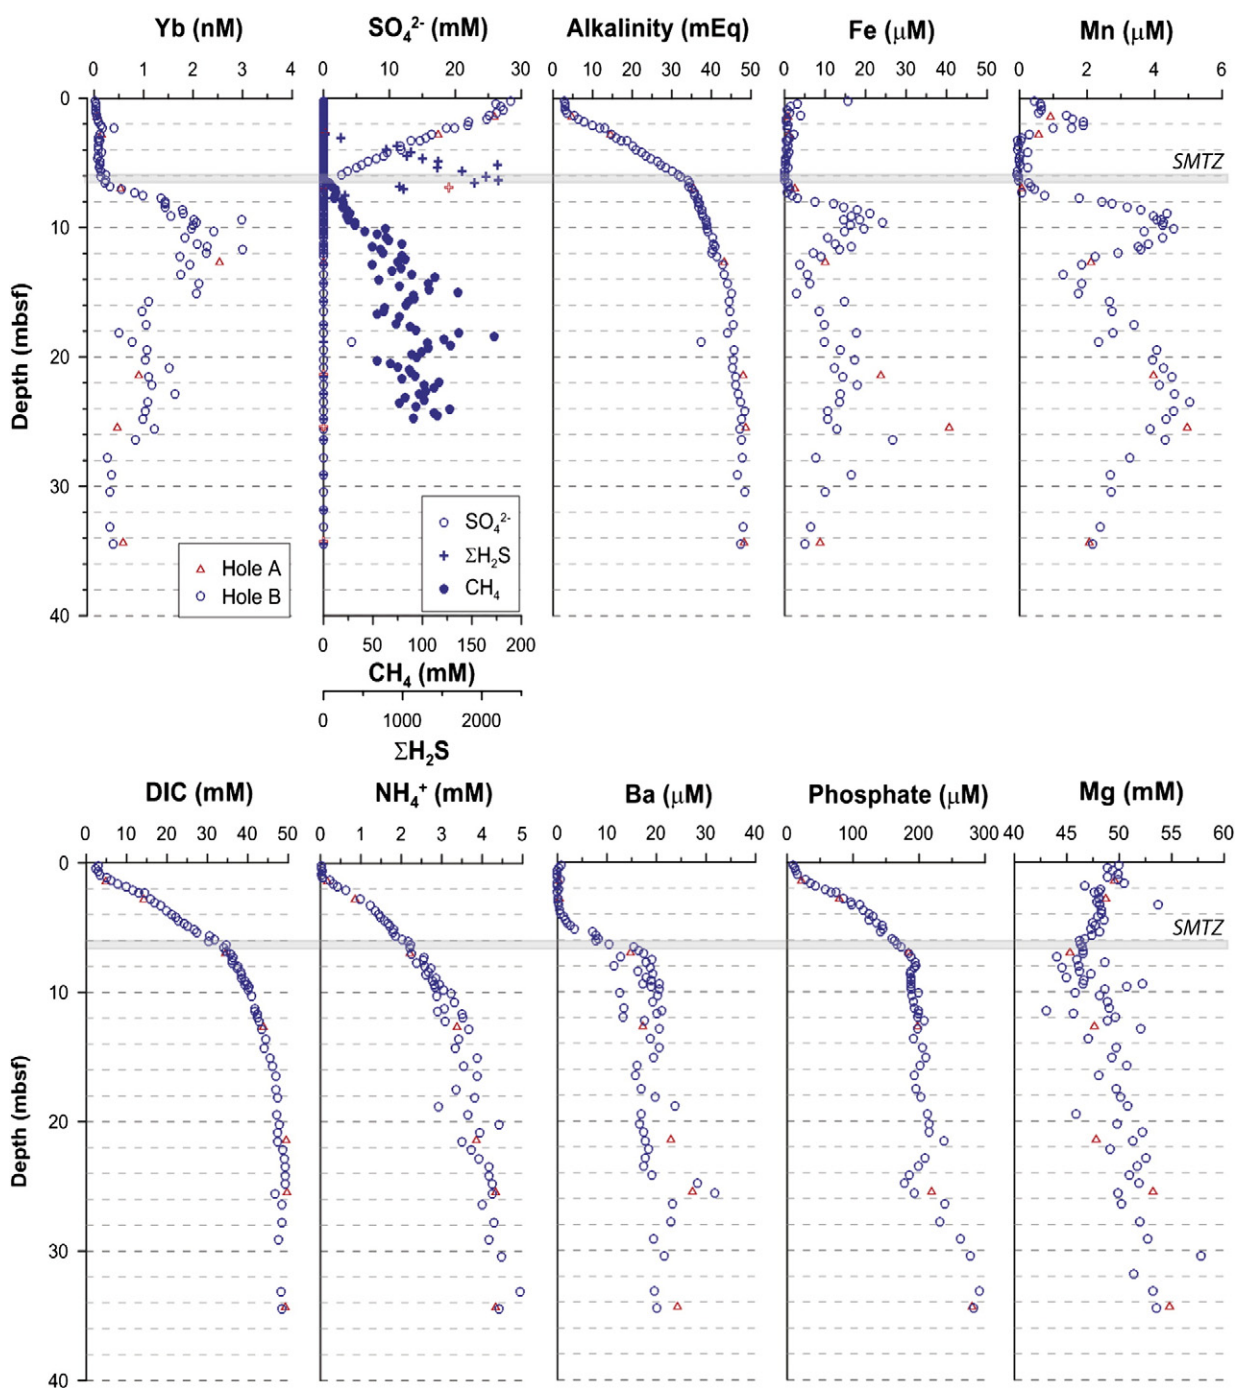 Yb (nM) SO₄²⁻ (mM) Alkalinity (mEq) Fe (μM) Mn (μM)
0 1 2 3 4 0 10 20 30 0 10 20 30 40 50 0 10 20 30 40 50 0 2 4 6
0
SMTZ
10
Depth (mbsf)
20
30
SO₄²⁻
ΣH₂S
CH₄
Hole A
Hole B
40
0 50 100 150 200
CH₄ (mM)
0 1000 2000
ΣH₂S
DIC (mM) NH₄⁺ (mM) Ba (μM) Phosphate (μM) Mg (mM)
0 10 20 30 40 50 0 1 2 3 4 5 0 10 20 30 40 0 100 200 300 40 45 50 55 60
0
SMTZ
10
Depth (mbsf)
20
30
40